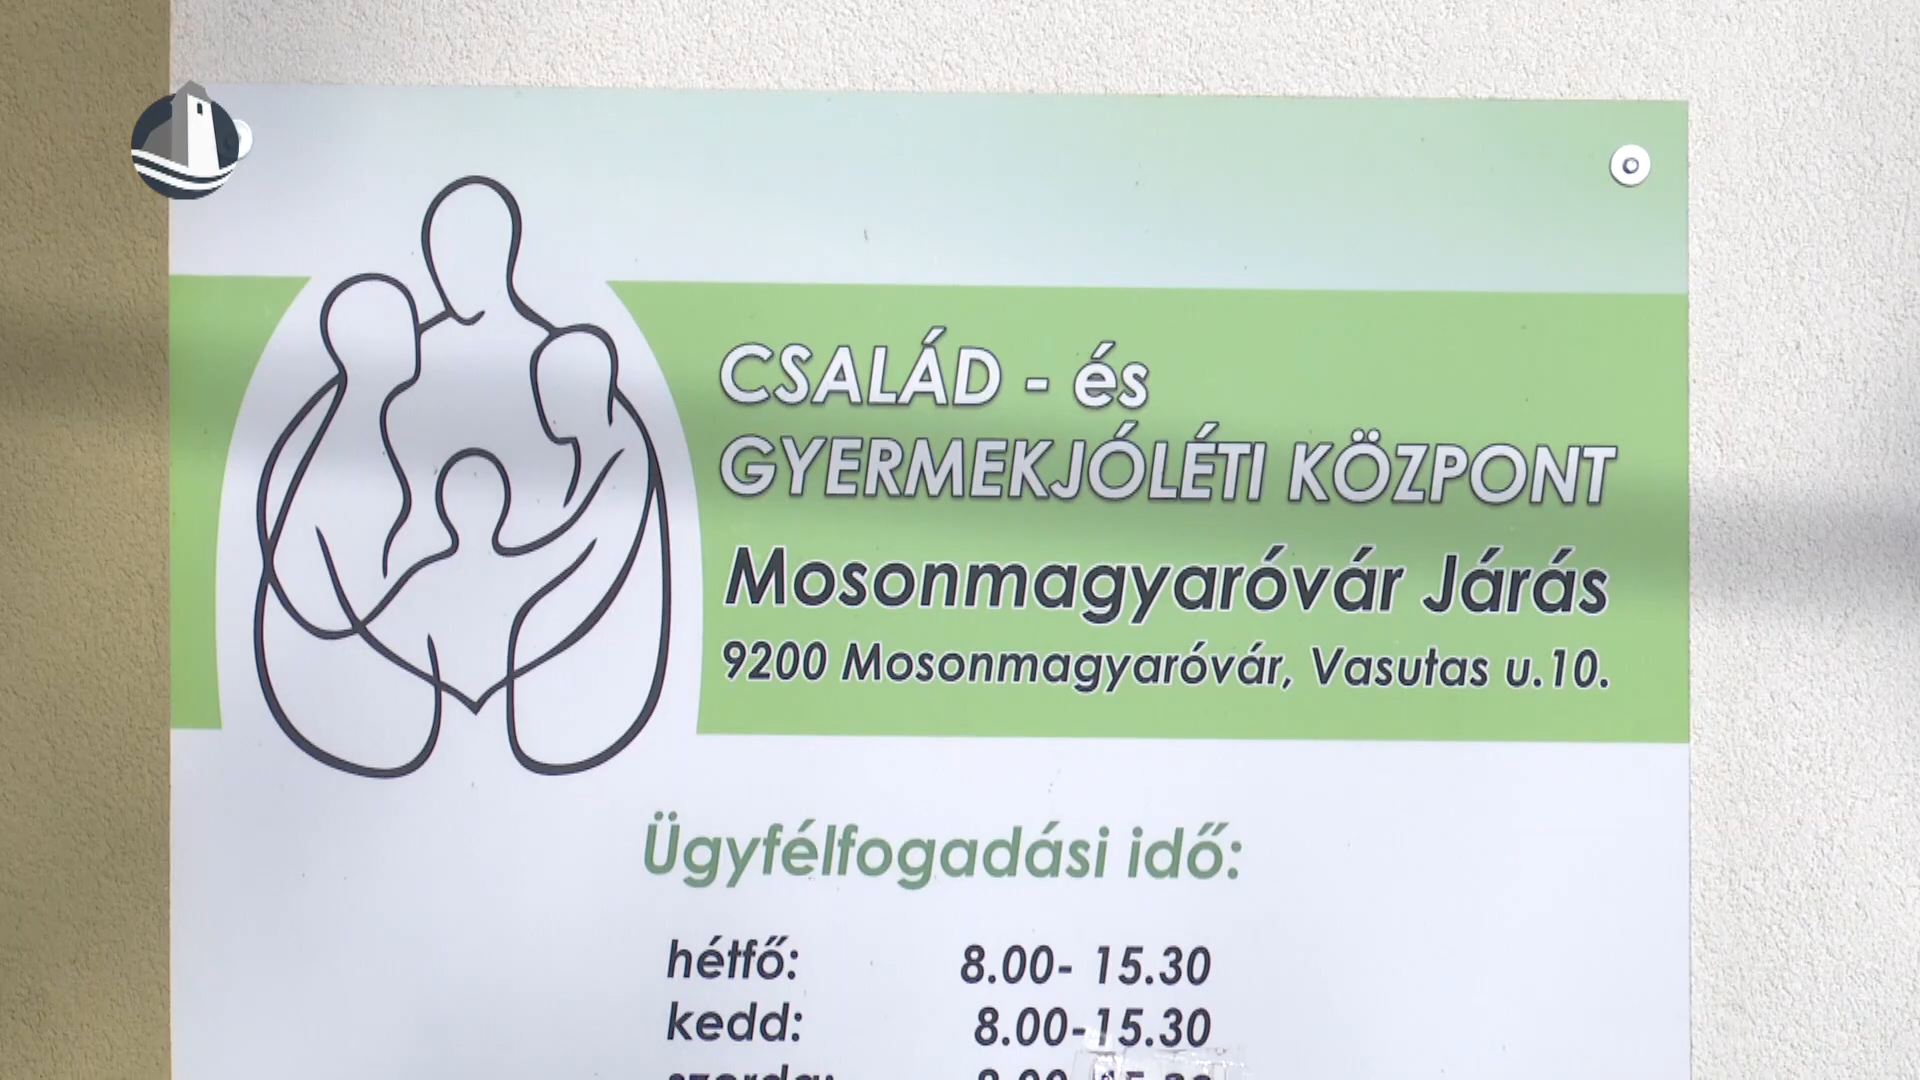 CSALÁD - és
GYERMEKJÓLÉTI KÖZPONT
Mosonmagyaróvár Járás
9200 Mosonmagyaróvár, Vasutas u.10.
Ügyfélfogadási idő:
hétfő: 8.00- 15.30
kedd: 8.00-15.30